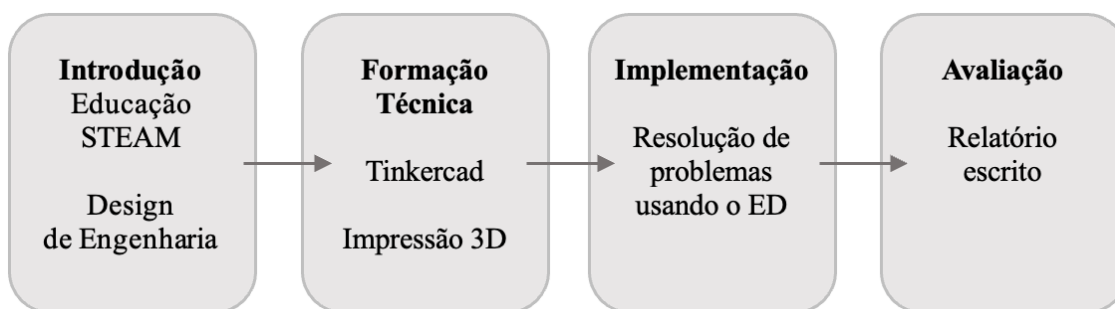 Introdução
Educação
STEAM
Design
de Engenharia
Formação
Técnica
Tinkercad
Impressão 3D
Implementação
Resolução de
problemas
usando o ED
Avaliação
Relatório
escrito